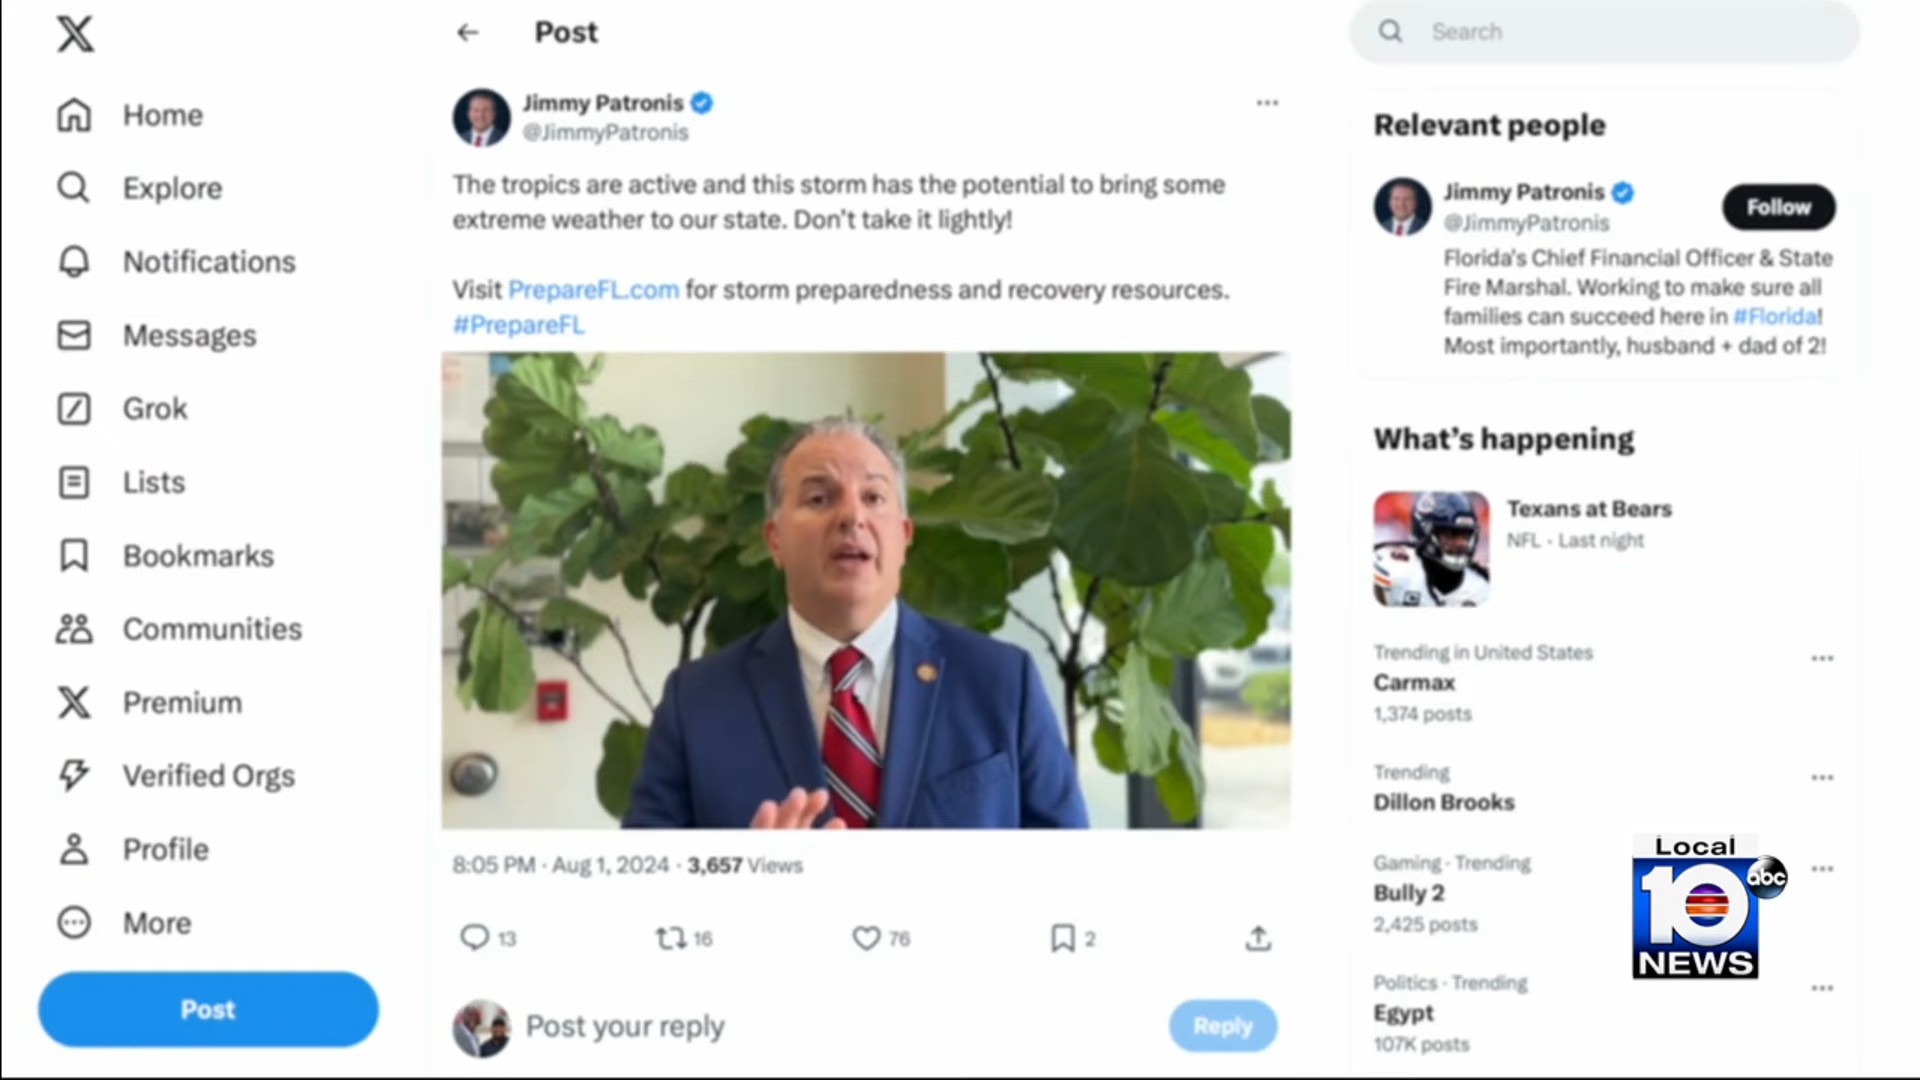 Home
Explore
Notifications
Messages
Grok
Lists
Bookmarks
Communities
Premium
Verified Orgs
Profile
More
Post
Post
Jimmy Patronis
@JimmyPatronis
The tropics are active and this storm has the potential to bring some
extreme weather to our state. Don't take it lightly!
Visit PrepareFL.com for storm preparedness and recovery resources.
#PrepareFL
8:05 PM · Aug 1, 2024 · 3,657 Views
13 16 76 2
Post your reply
Reply
Search
Relevant people
Jimmy Patronis
@JimmyPatronis
Follow
Florida's Chief Financial Officer & State
Fire Marshal. Working to make sure all
families can succeed here in #Florida!
Most importantly, husband + dad of 2!
What's happening
Texans at Bears
NFL · Last night
Trending in United States
Carmax
1,374 posts
Trending
Dillon Brooks
Gaming · Trending
Bully 2
2,425 posts
Politics · Trending
Egypt
107K posts
Local
10
abc
NEWS